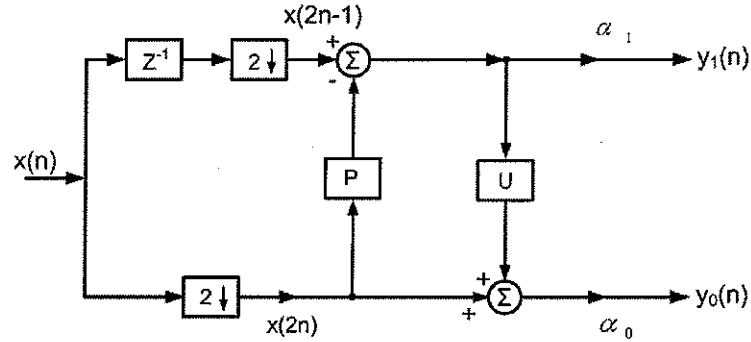 x(2n-1)
α₁
Z⁻¹
2↓
+
Σ
-
y₁(n)
x(n)
P
U
2↓
x(2n)
+
+
Σ
α₀
y₀(n)